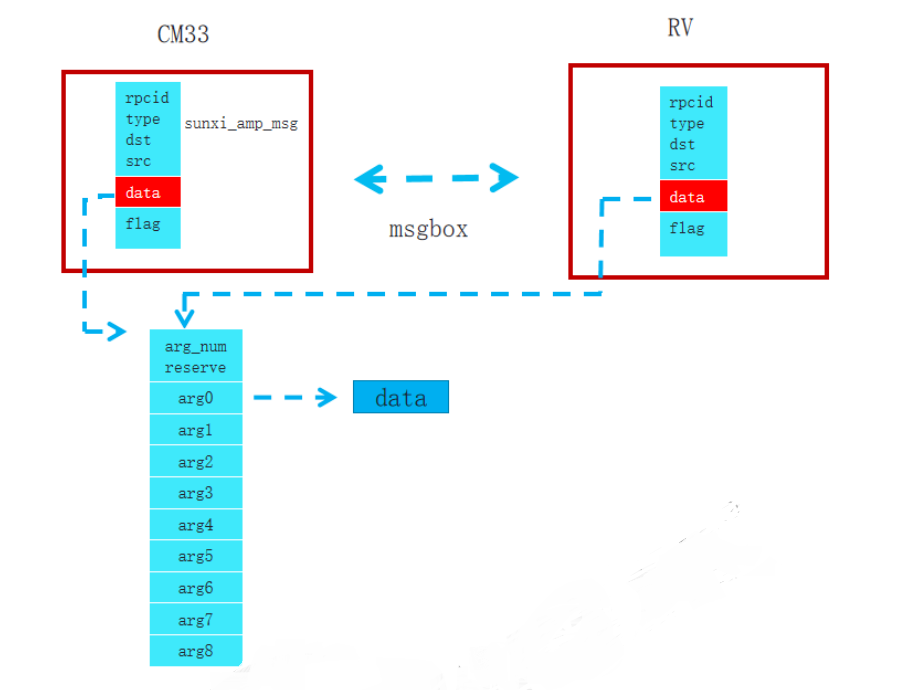 CM33
RV
rpcid
type
dst
src
data
flag
sunxi_amp_msg
msgbox
rpcid
type
dst
src
data
flag
arg_num
reserve
arg0
arg1
arg2
arg3
arg4
arg5
arg6
arg7
arg8
data